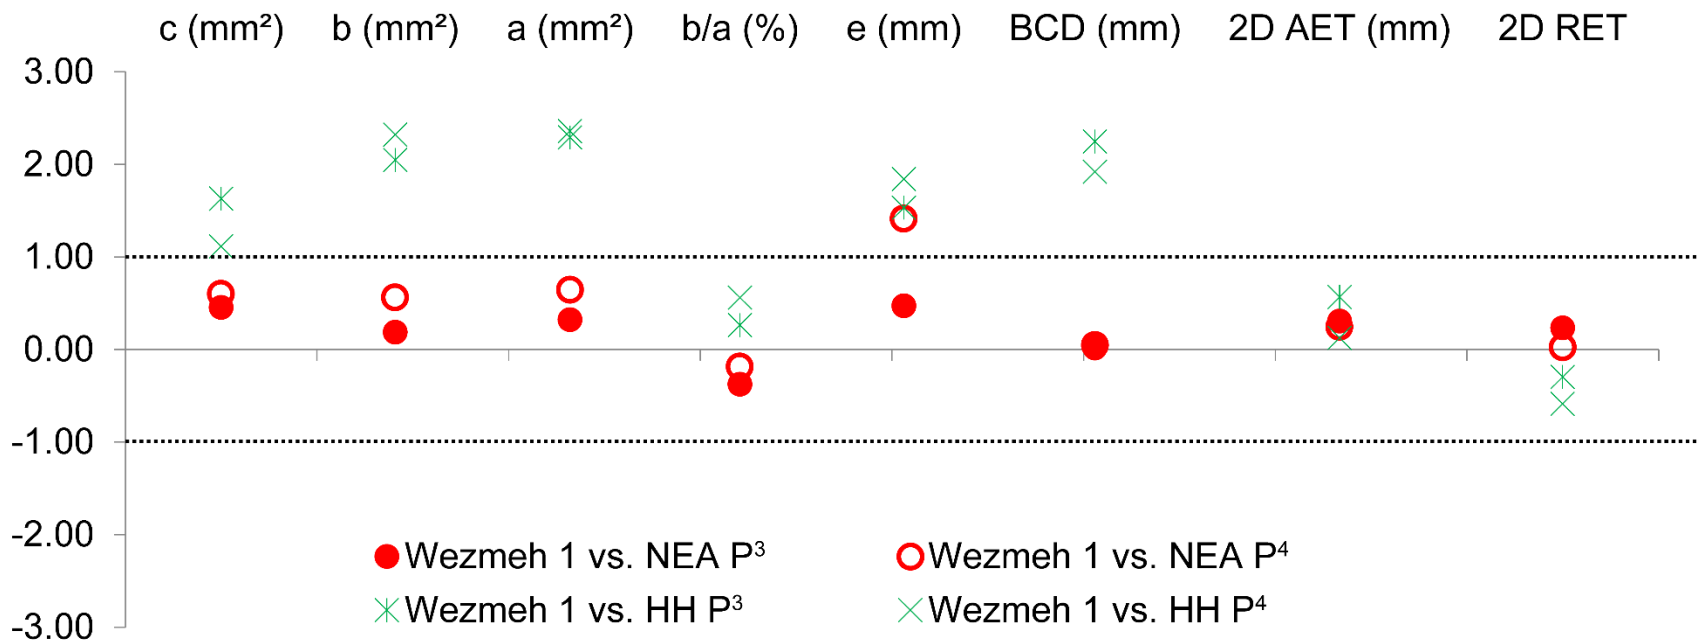 c (mm²) b (mm²) a (mm²) b/a (%) e (mm) BCD (mm) 2D AET (mm) 2D RET
3.00
2.00
1.00
0.00
-1.00
-2.00
-3.00
Wezmeh 1 vs. NEA P³ Wezmeh 1 vs. NEA P⁴
Wezmeh 1 vs. HH P³ Wezmeh 1 vs. HH P⁴